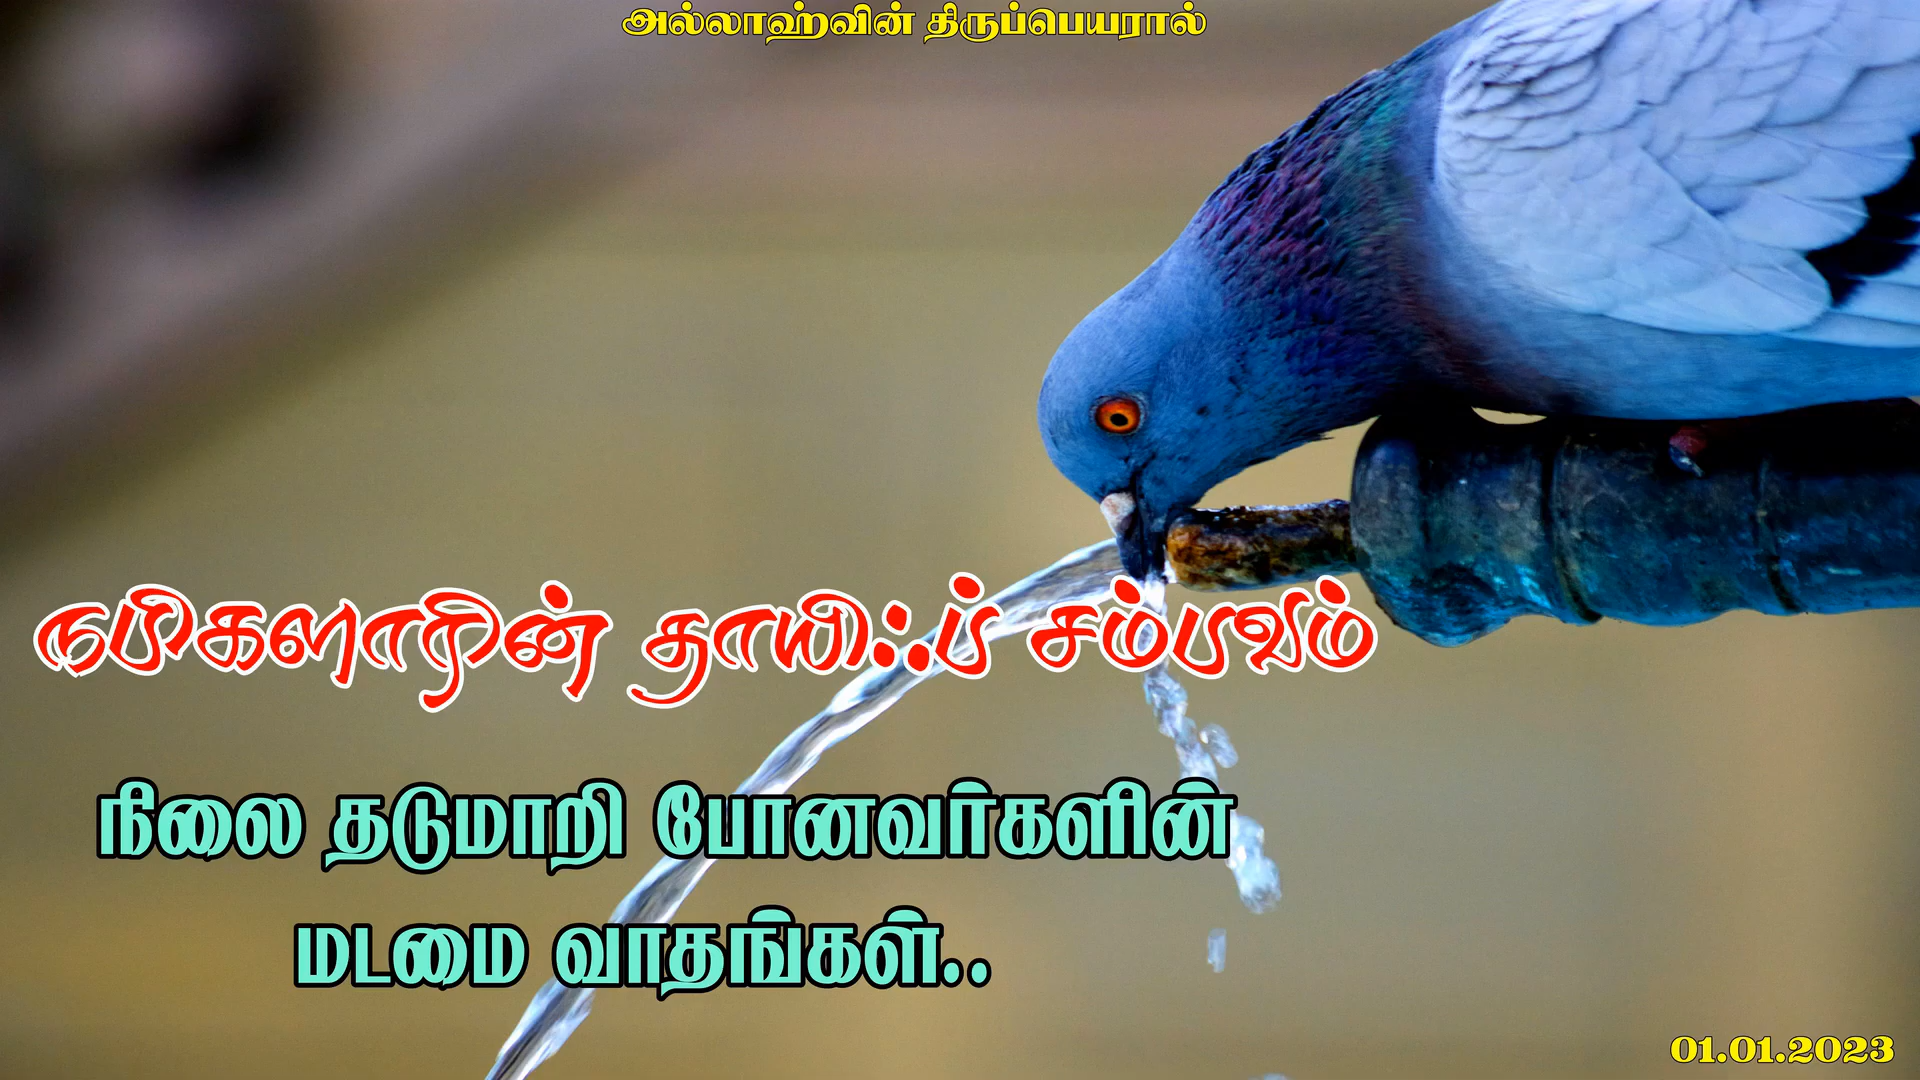 அல்லாஹ்வின் திருப்பெயரால்
நபிகளாரின் தாயிஃப் சம்பவம்
நிலை தடுமாறி போனவர்களின்
மடமை வாதங்கள்..
01.01.2023